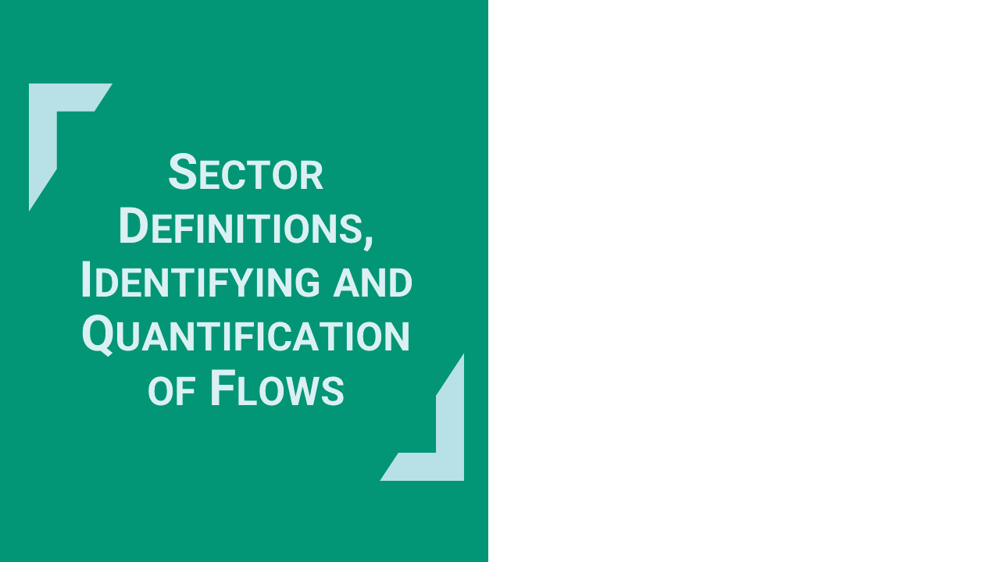 Sector
Definitions,
Identifying and
Quantification
of Flows